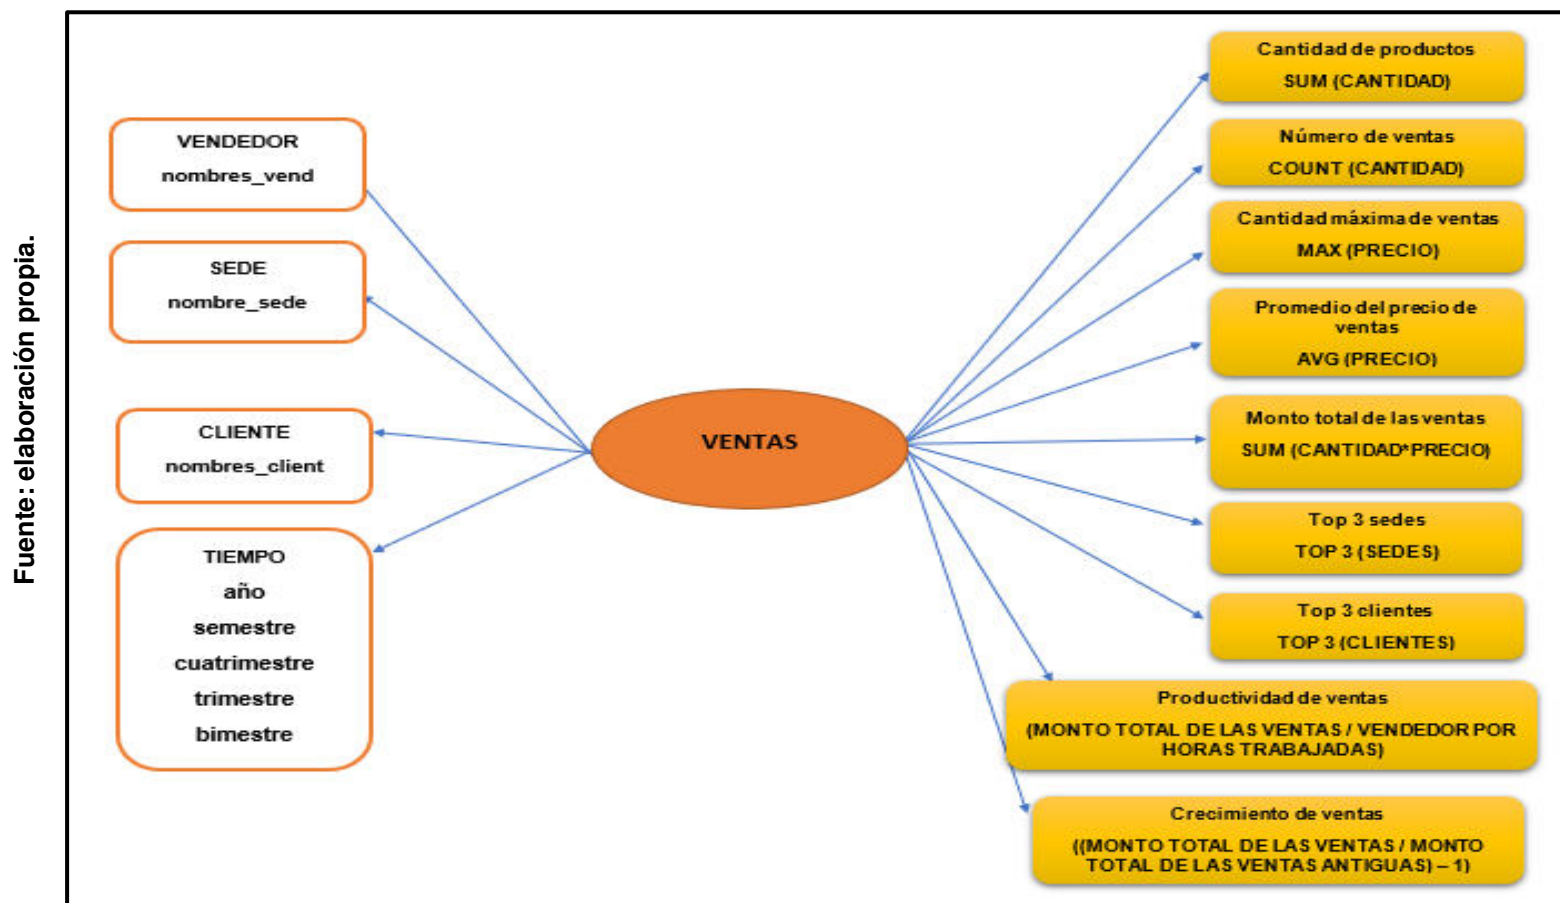 Fuente: elaboración propia.
VENDEDOR
nombres_vend
SEDE
nombre_sede
CLIENTE
nombres_client
TIEMPO
año
semestre
cuatrimestre
trimestre
bimestre
VENTAS
Cantidad de productos
SUM (CANTIDAD)
Número de ventas
COUNT (CANTIDAD)
Cantidad máxima de ventas
MAX (PRECIO)
Promedio del precio de
ventas
AVG (PRECIO)
Monto total de las ventas
SUM (CANTIDAD*PRECIO)
Top 3 sedes
TOP 3 (SEDES)
Top 3 clientes
TOP 3 (CLIENTES)
Productividad de ventas
(MONTO TOTAL DE LAS VENTAS / VENDEDOR POR
HORAS TRABAJADAS)
Crecimiento de ventas
((MONTO TOTAL DE LAS VENTAS / MONTO
TOTAL DE LAS VENTAS ANTIGUAS) – 1)